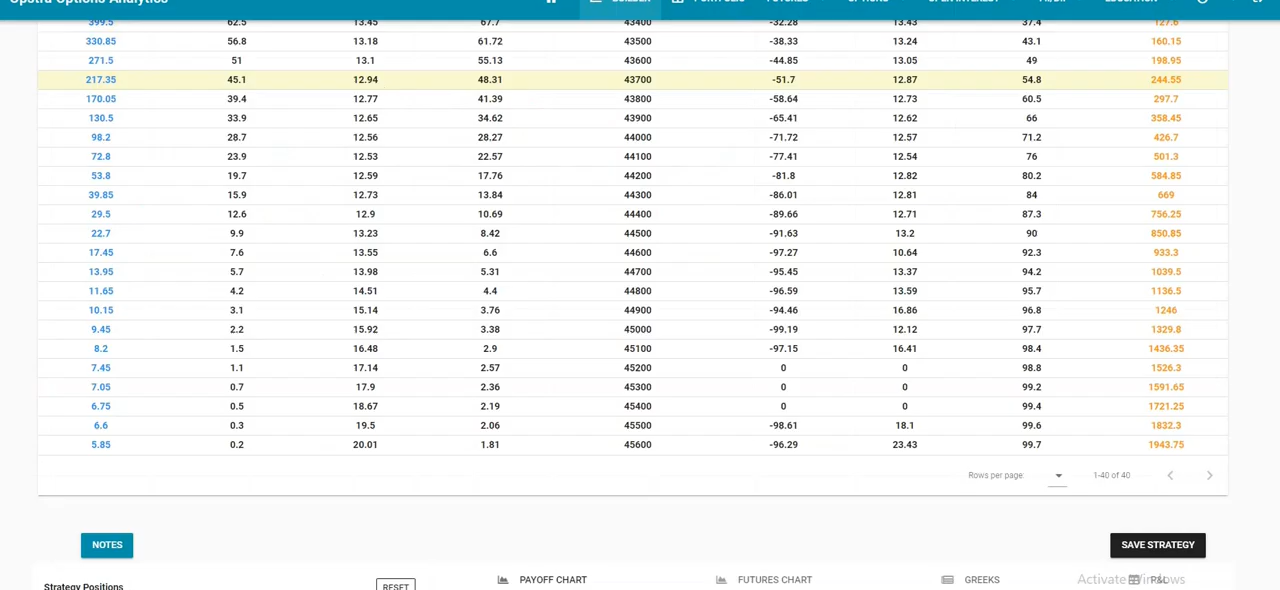 Opstra Options Analytics BUILDER PORTFOLIO FUTURES OPTIONS OPEN INTEREST EDUCATION
399.5 62.5 13.45 67.7 43400 -32.28 13.43 37.4 127.6
330.85 56.8 13.18 61.72 43500 -38.33 13.24 43.1 160.15
271.5 51 13.1 55.13 43600 -44.85 13.05 49 198.95
217.35 45.1 12.94 48.31 43700 -51.7 12.87 54.8 244.55
170.05 39.4 12.77 41.39 43800 -58.64 12.73 60.5 297.7
130.5 33.9 12.65 34.62 43900 -65.41 12.62 66 358.45
98.2 28.7 12.56 28.27 44000 -71.72 12.57 71.2 426.7
72.8 23.9 12.53 22.57 44100 -77.41 12.54 76 501.3
53.8 19.7 12.59 17.76 44200 -81.8 12.82 80.2 584.85
39.85 15.9 12.73 13.84 44300 -86.01 12.81 84 669
29.5 12.6 12.9 10.69 44400 -89.66 12.71 87.3 756.25
22.7 9.9 13.23 8.42 44500 -91.63 13.2 90 850.85
17.45 7.6 13.55 6.6 44600 -97.27 10.64 92.3 933.3
13.95 5.7 13.98 5.31 44700 -95.45 13.37 94.2 1039.5
11.65 4.2 14.51 4.4 44800 -96.59 13.59 95.7 1136.5
10.15 3.1 15.14 3.76 44900 -94.46 16.86 96.8 1246
9.45 2.2 15.92 3.38 45000 -99.19 12.12 97.7 1329.8
8.2 1.5 16.48 2.9 45100 -97.15 16.41 98.4 1436.35
7.45 1.1 17.14 2.57 45200 0 0 98.8 1526.3
7.05 0.7 17.9 2.36 45300 0 0 99.2 1591.65
6.75 0.5 18.67 2.19 45400 0 0 99.4 1721.25
6.6 0.3 19.5 2.06 45500 -98.61 18.1 99.6 1832.3
5.85 0.2 20.01 1.81 45600 -96.29 23.43 99.7 1943.75
Rows per page: 1-40 of 40
NOTES SAVE STRATEGY
Strategy Positions RESET PAYOFF CHART FUTURES CHART GREEKS P&L
Activate Windows